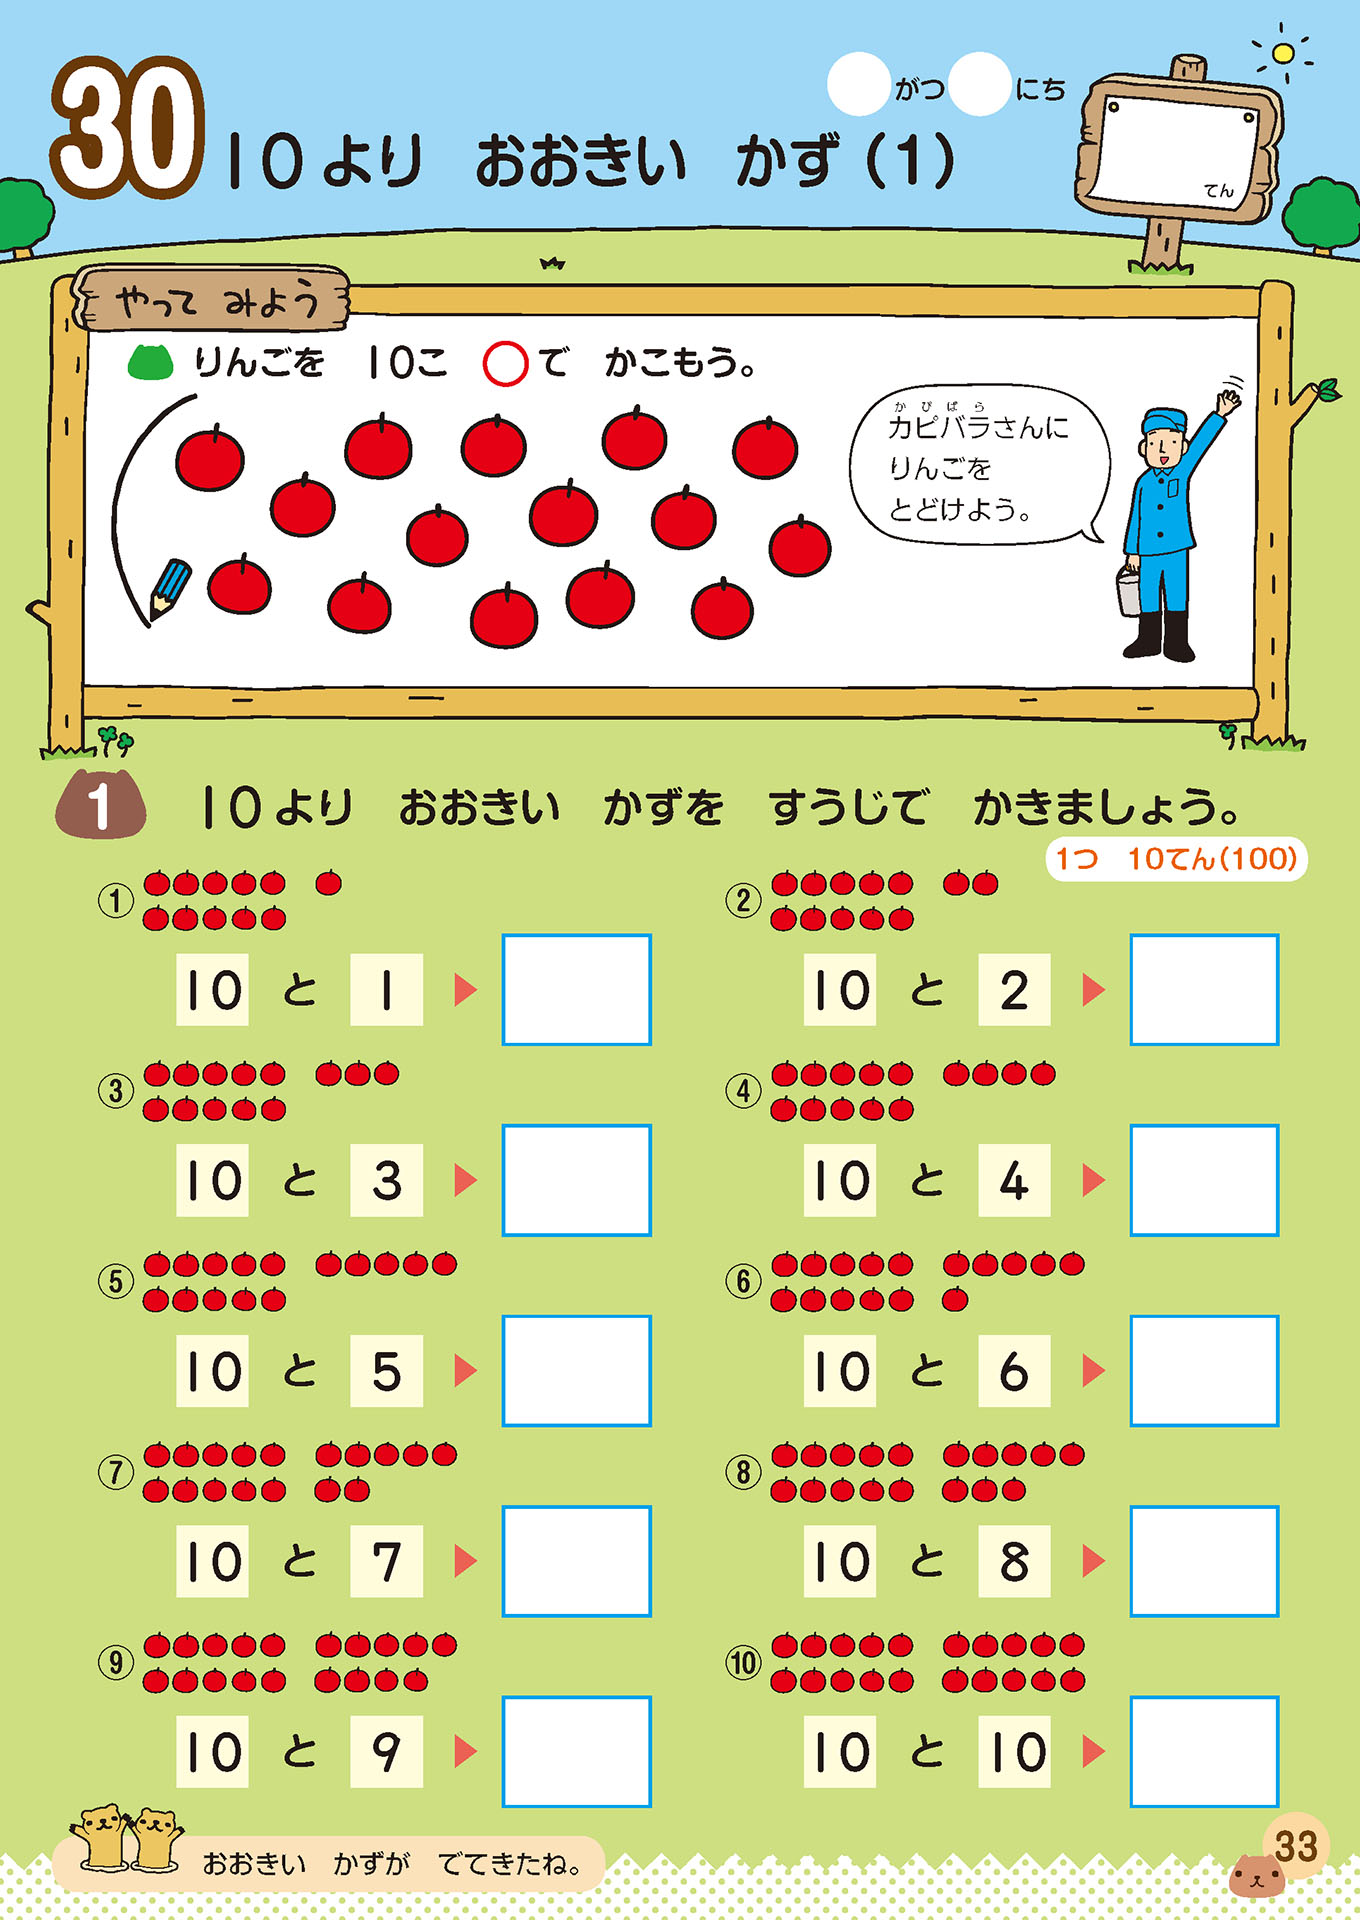 30
10より　おおきい　かず(1)
がつ　にち
てん
やって　みよう
りんごを　10こ　○で　かこもう。
かぴばら
カピバラさんに
りんごを
とどけよう。
1　10より　おおきい　かずを　すうじで　かきましょう。
1つ　10てん(100)
①　②
10　と　1　10　と　2
③　④
10　と　3　10　と　4
⑤　⑥
10　と　5　10　と　6
⑦　⑧
10　と　7　10　と　8
⑨　⑩
10　と　9　10　と　10
おおきい　かずが　でてきたね。
33